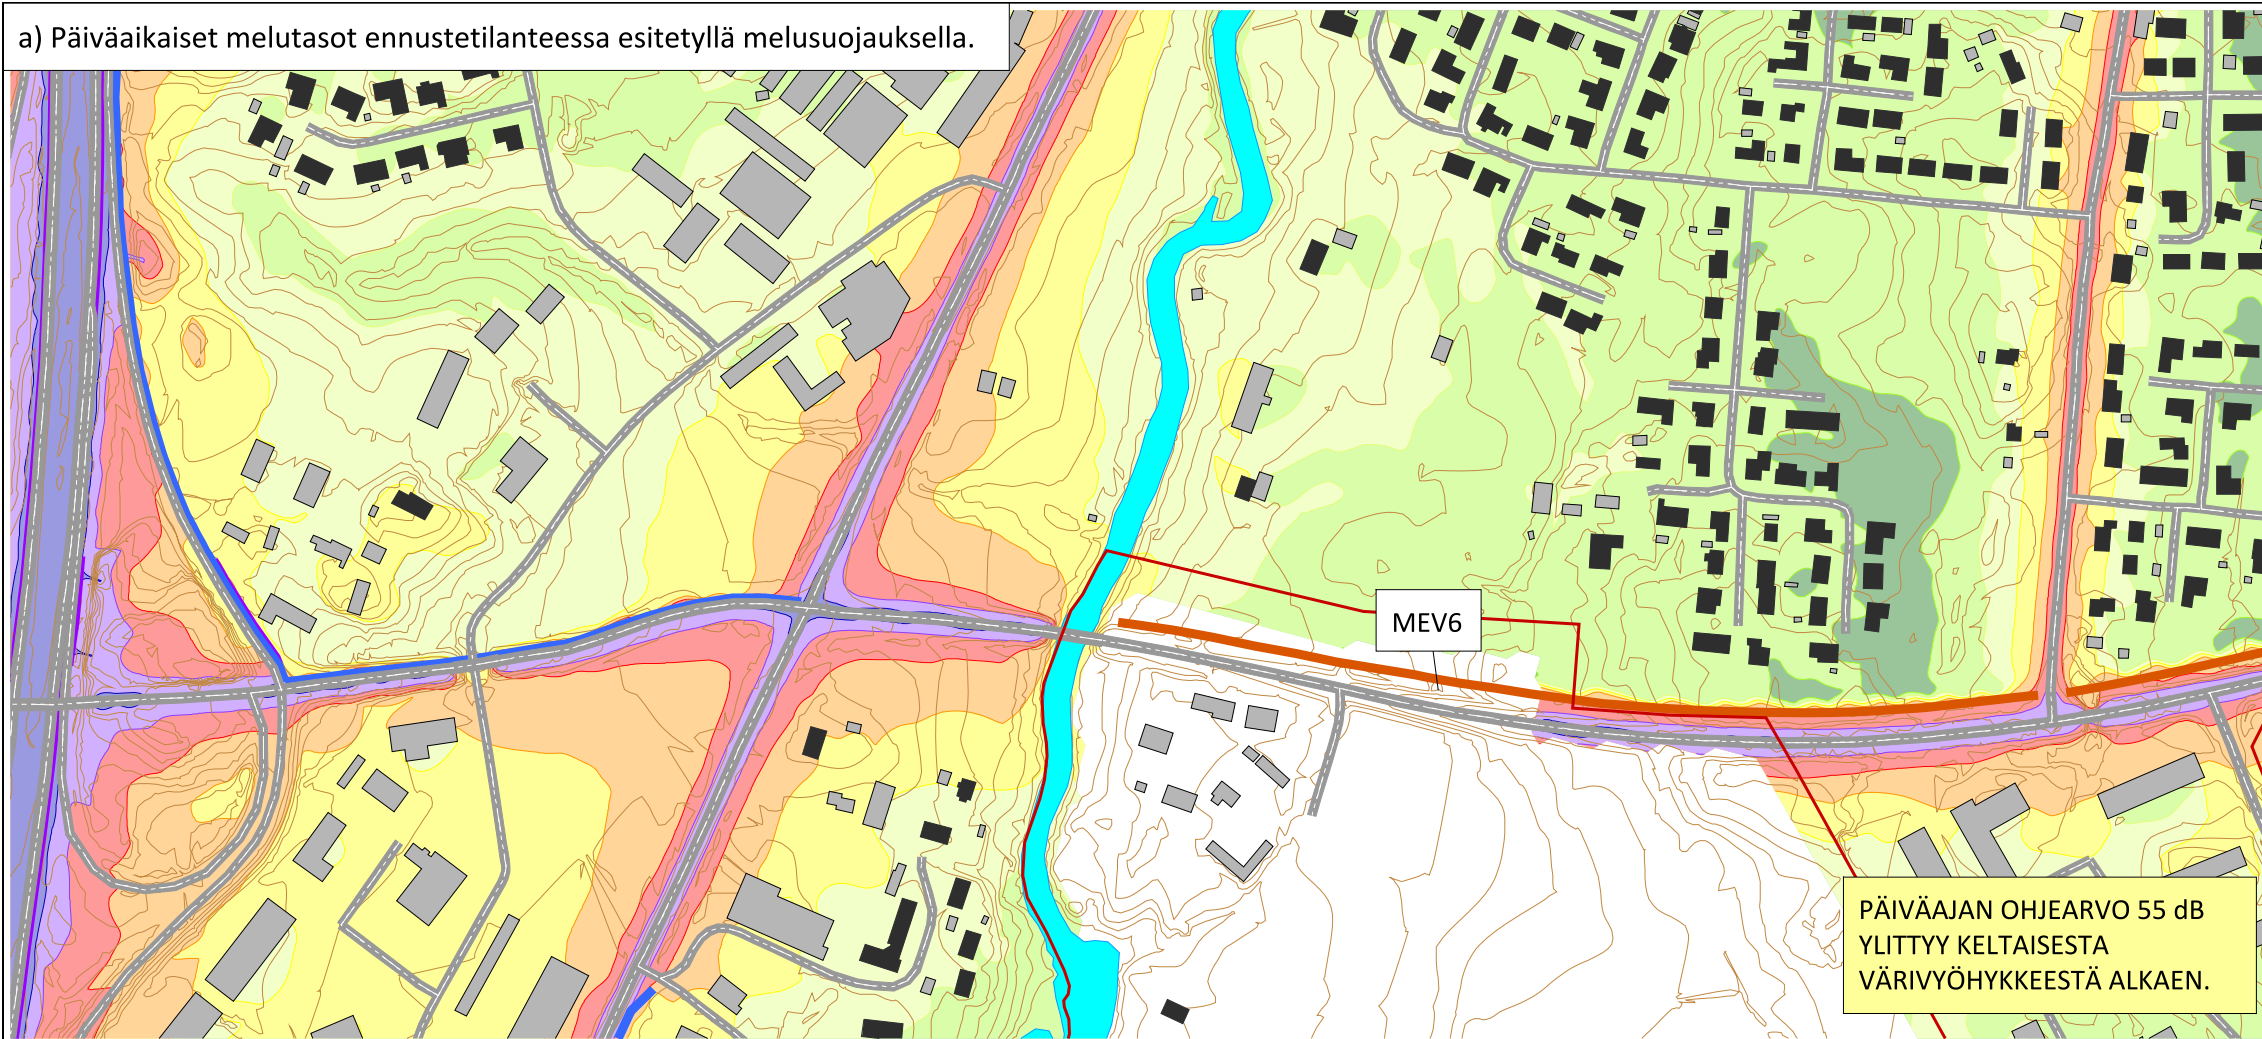 a) Päiväaikaiset melutasot ennustetilanteessa esitetyllä melusuojauksella.
MEV6
PÄIVÄAJAN OHJEARVO 55 dB
YLITTYY KELTAISESTA
VÄRIVYÖHYKKEESTÄ ALKAEN.